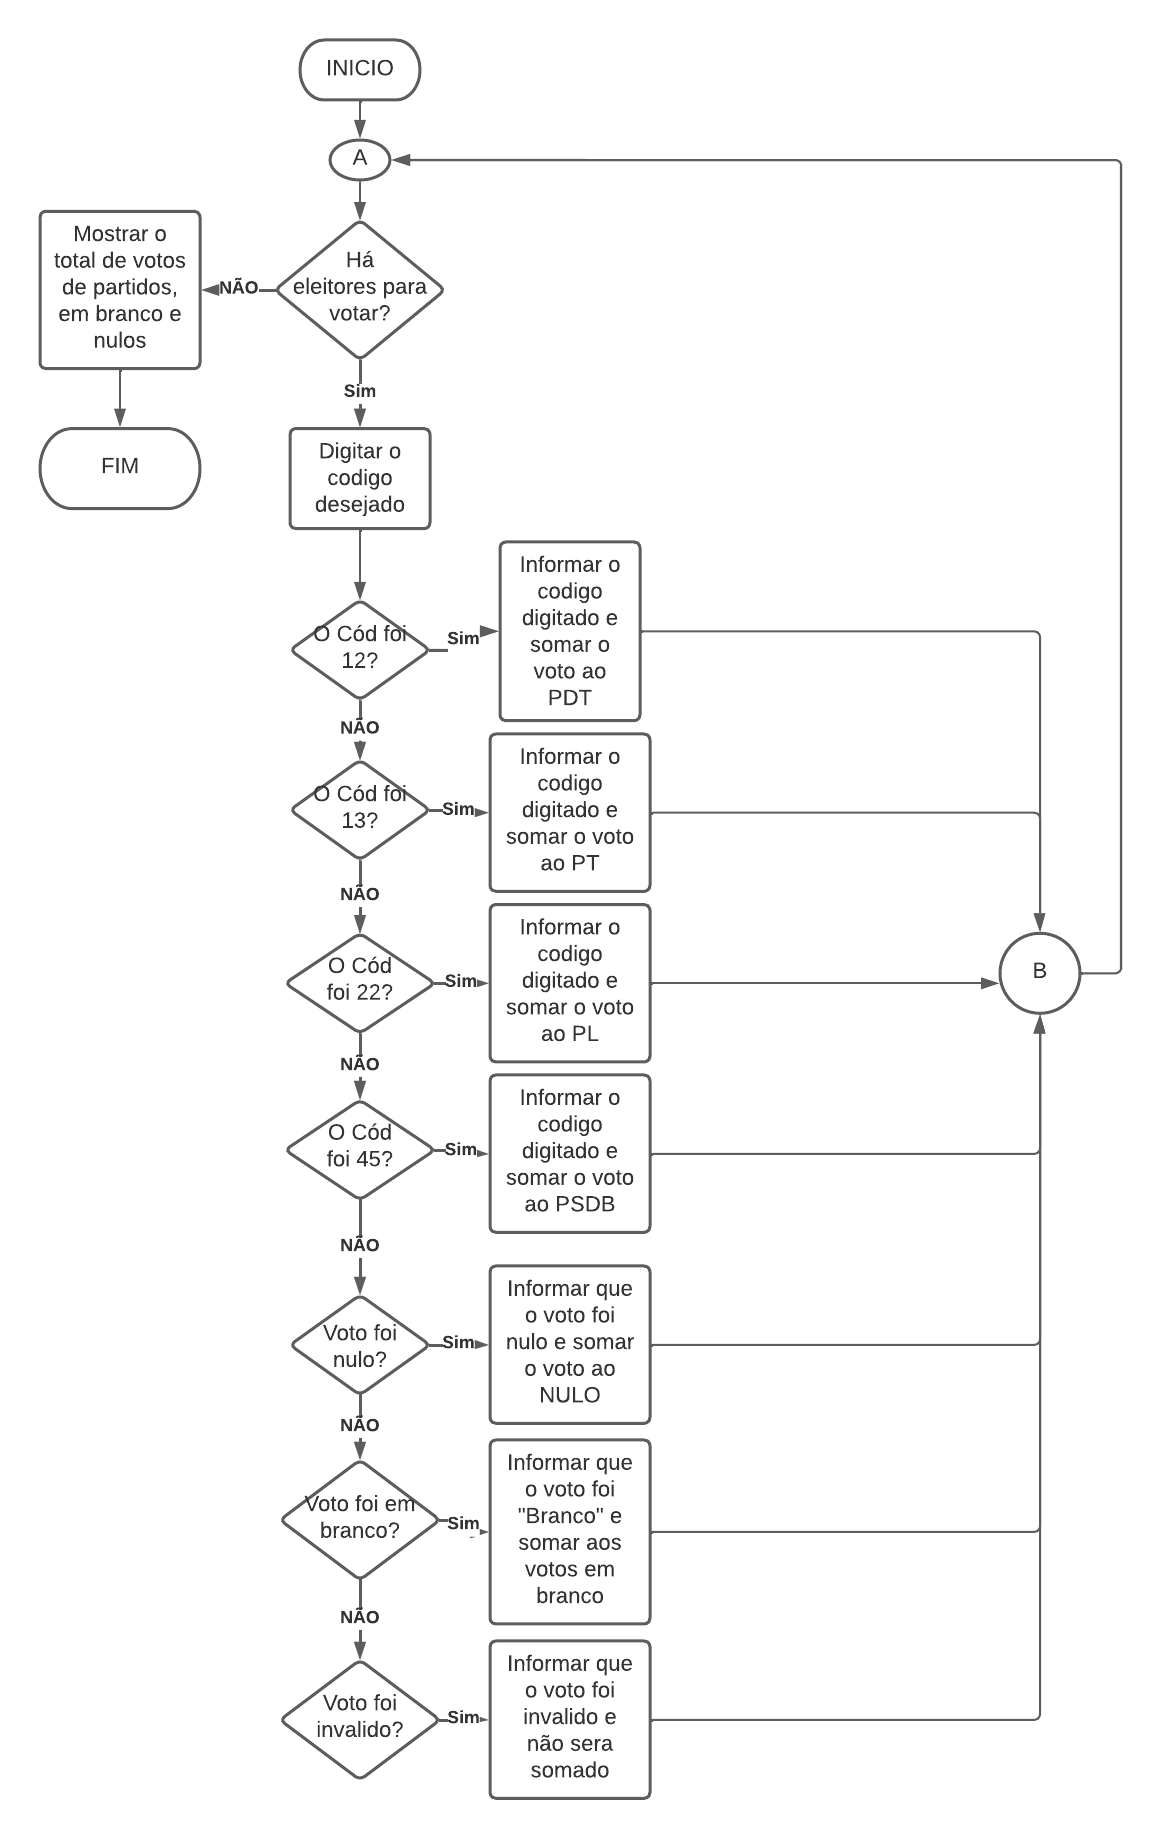 INICIO
A
Mostrar o
total de votos
de partidos,
em branco e
nulos
NÃO
Há
eleitores para
votar?
Sim
FIM
Digitar o
codigo
desejado
O Cód foi
12?
Sim
Informar o
codigo
digitado e
somar o
voto ao
PDT
NÃO
O Cód foi
13?
Sim
Informar o
codigo
digitado e
somar o voto
ao PT
NÃO
O Cód
foi 22?
Sim
Informar o
codigo
digitado e
somar o voto
ao PL
B
NÃO
O Cód
foi 45?
Sim
Informar o
codigo
digitado e
somar o voto
ao PSDB
NÃO
Voto foi
nulo?
Sim
Informar que
o voto foi
nulo e somar
o voto ao
NULO
NÃO
Voto foi em
branco?
Sim
Informar que
o voto foi
"Branco" e
somar aos
votos em
branco
NÃO
Voto foi
invalido?
Sim
Informar que
o voto foi
invalido e
não sera
somado